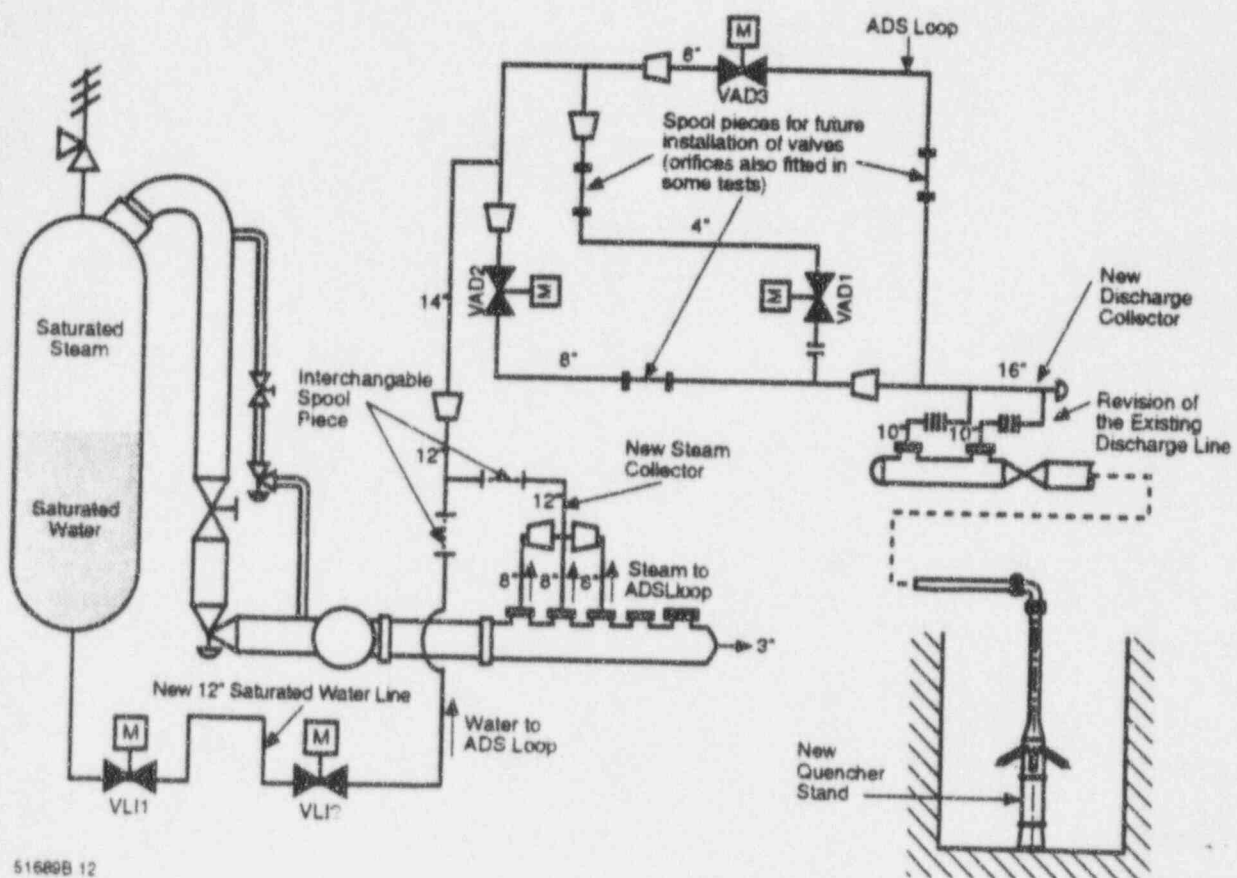 M
6"
ADS Loop
VAD3
Spool pieces for future
installation of valves
(orifices also fitted in
some tests)
4"
VAD2
M
M
VAD1
14"
New
Discharge
Collector
Saturated
Steam
8"
16"
Interchangable
Spool
Piece
Revision of
the Existing
Discharge Line
10"
10"
New Steam
Collector
12"
12"
Saturated
Water
8"
8"
8"
Steam to
ADSLloop
3"
New 12" Saturated Water Line
M
M
Water to
ADS Loop
VLI1
VLI2
New
Quencher
Stand
51689B 12